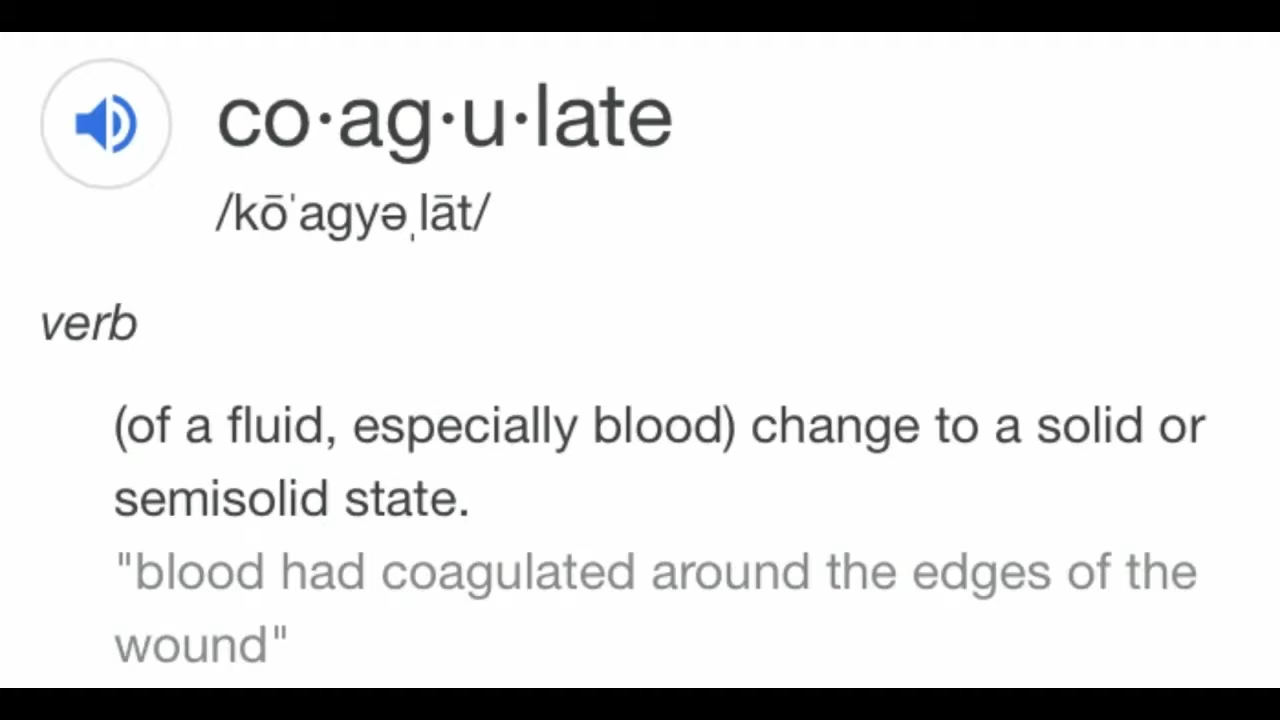 co·ag·u·late
/kōˈagyəˌlāt/
verb
(of a fluid, especially blood) change to a solid or
semisolid state.
"blood had coagulated around the edges of the
wound"